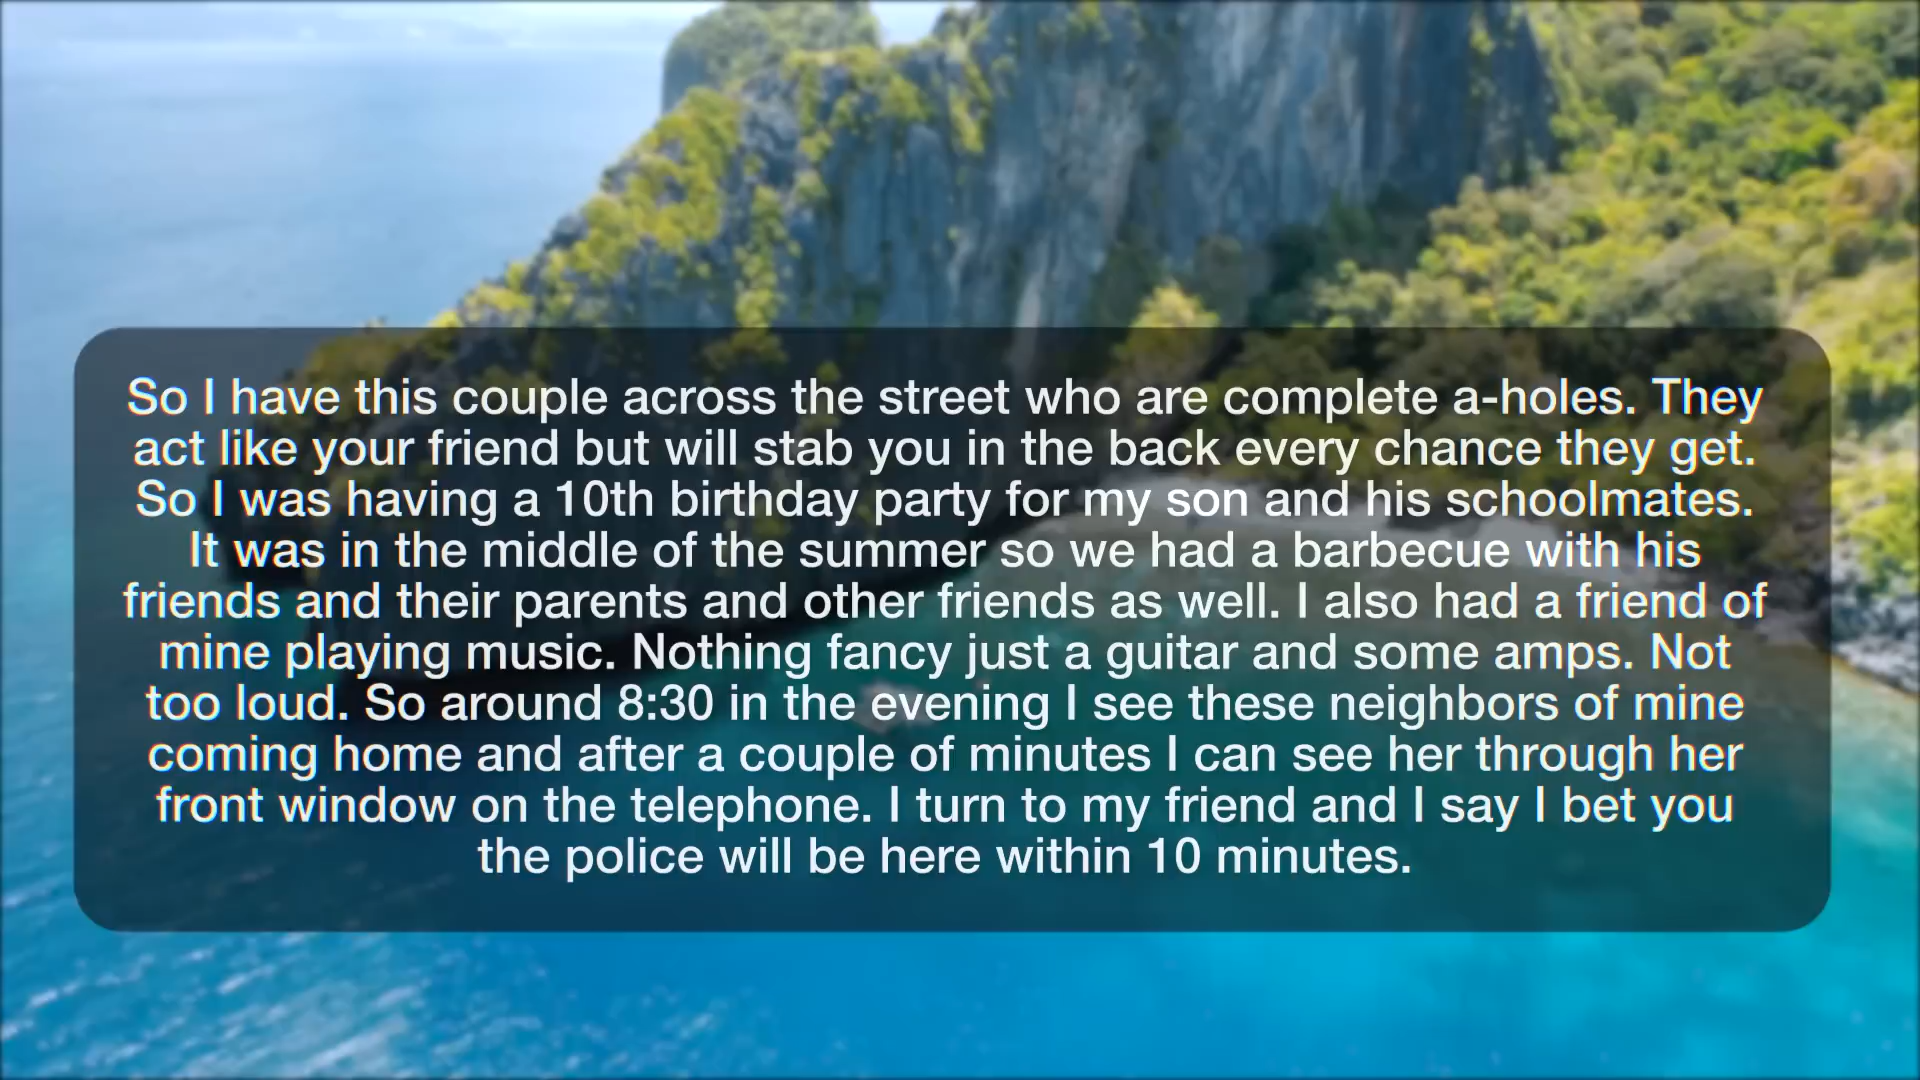 So I have this couple across the street who are complete a-holes. They
act like your friend but will stab you in the back every chance they get.
So I was having a 10th birthday party for my son and his schoolmates.
It was in the middle of the summer so we had a barbecue with his
friends and their parents and other friends as well. I also had a friend of
mine playing music. Nothing fancy just a guitar and some amps. Not
too loud. So around 8:30 in the evening I see these neighbors of mine
coming home and after a couple of minutes I can see her through her
front window on the telephone. I turn to my friend and I say I bet you
the police will be here within 10 minutes.